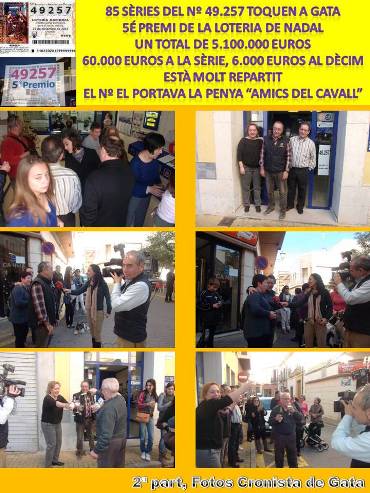 85 SÈRIES DEL Nº 49.257 TOQUEN A GATA
5É PREMI DE LA LOTERIA DE NADAL
UN TOTAL DE 5.100.000 EUROS
60.000 EUROS A LA SÈRIE, 6.000 EUROS AL DÈCIM
ESTÀ MOLT REPARTIT
EL Nº EL PORTAVA LA PENYA “AMICS DEL CAVALL”
49257
49257
5º Premio
49.257
2ª part, Fotos Cronista de Gata